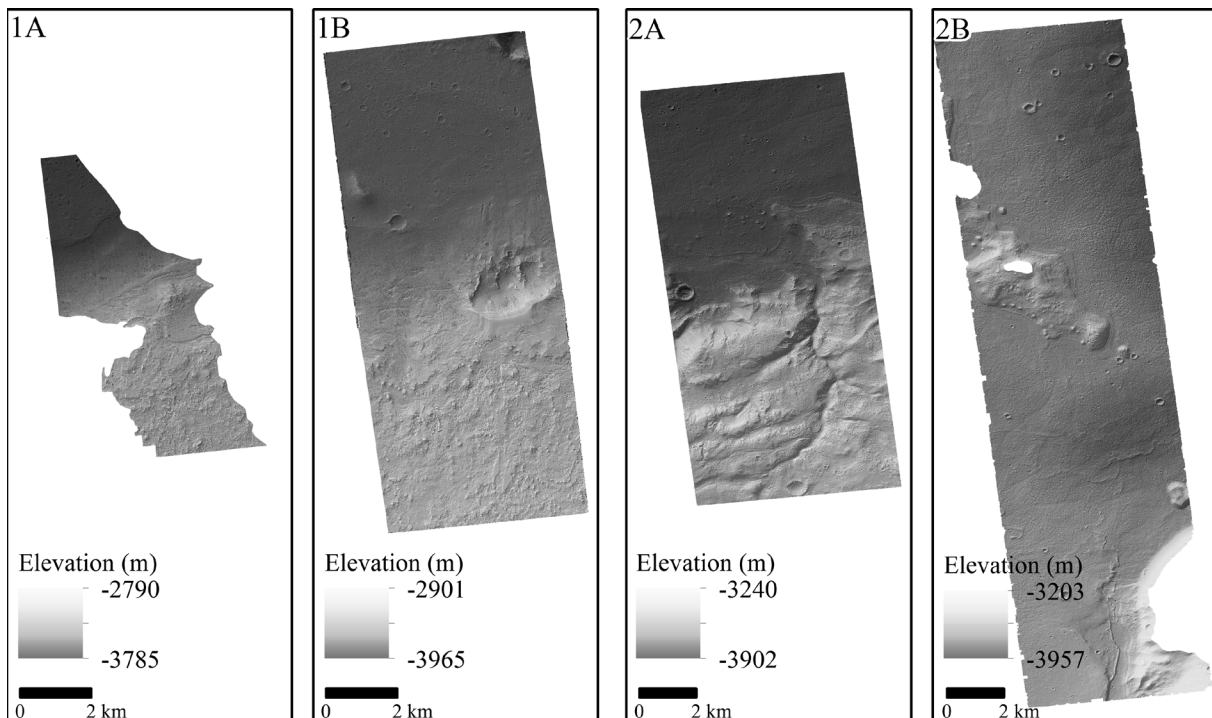 1A
Elevation (m)
-2790
-3785
0 2 km
1B
Elevation (m)
-2901
-3965
0 2 km
2A
Elevation (m)
-3240
-3902
0 2 km
2B
Elevation (m)
-3203
-3957
0 2 km